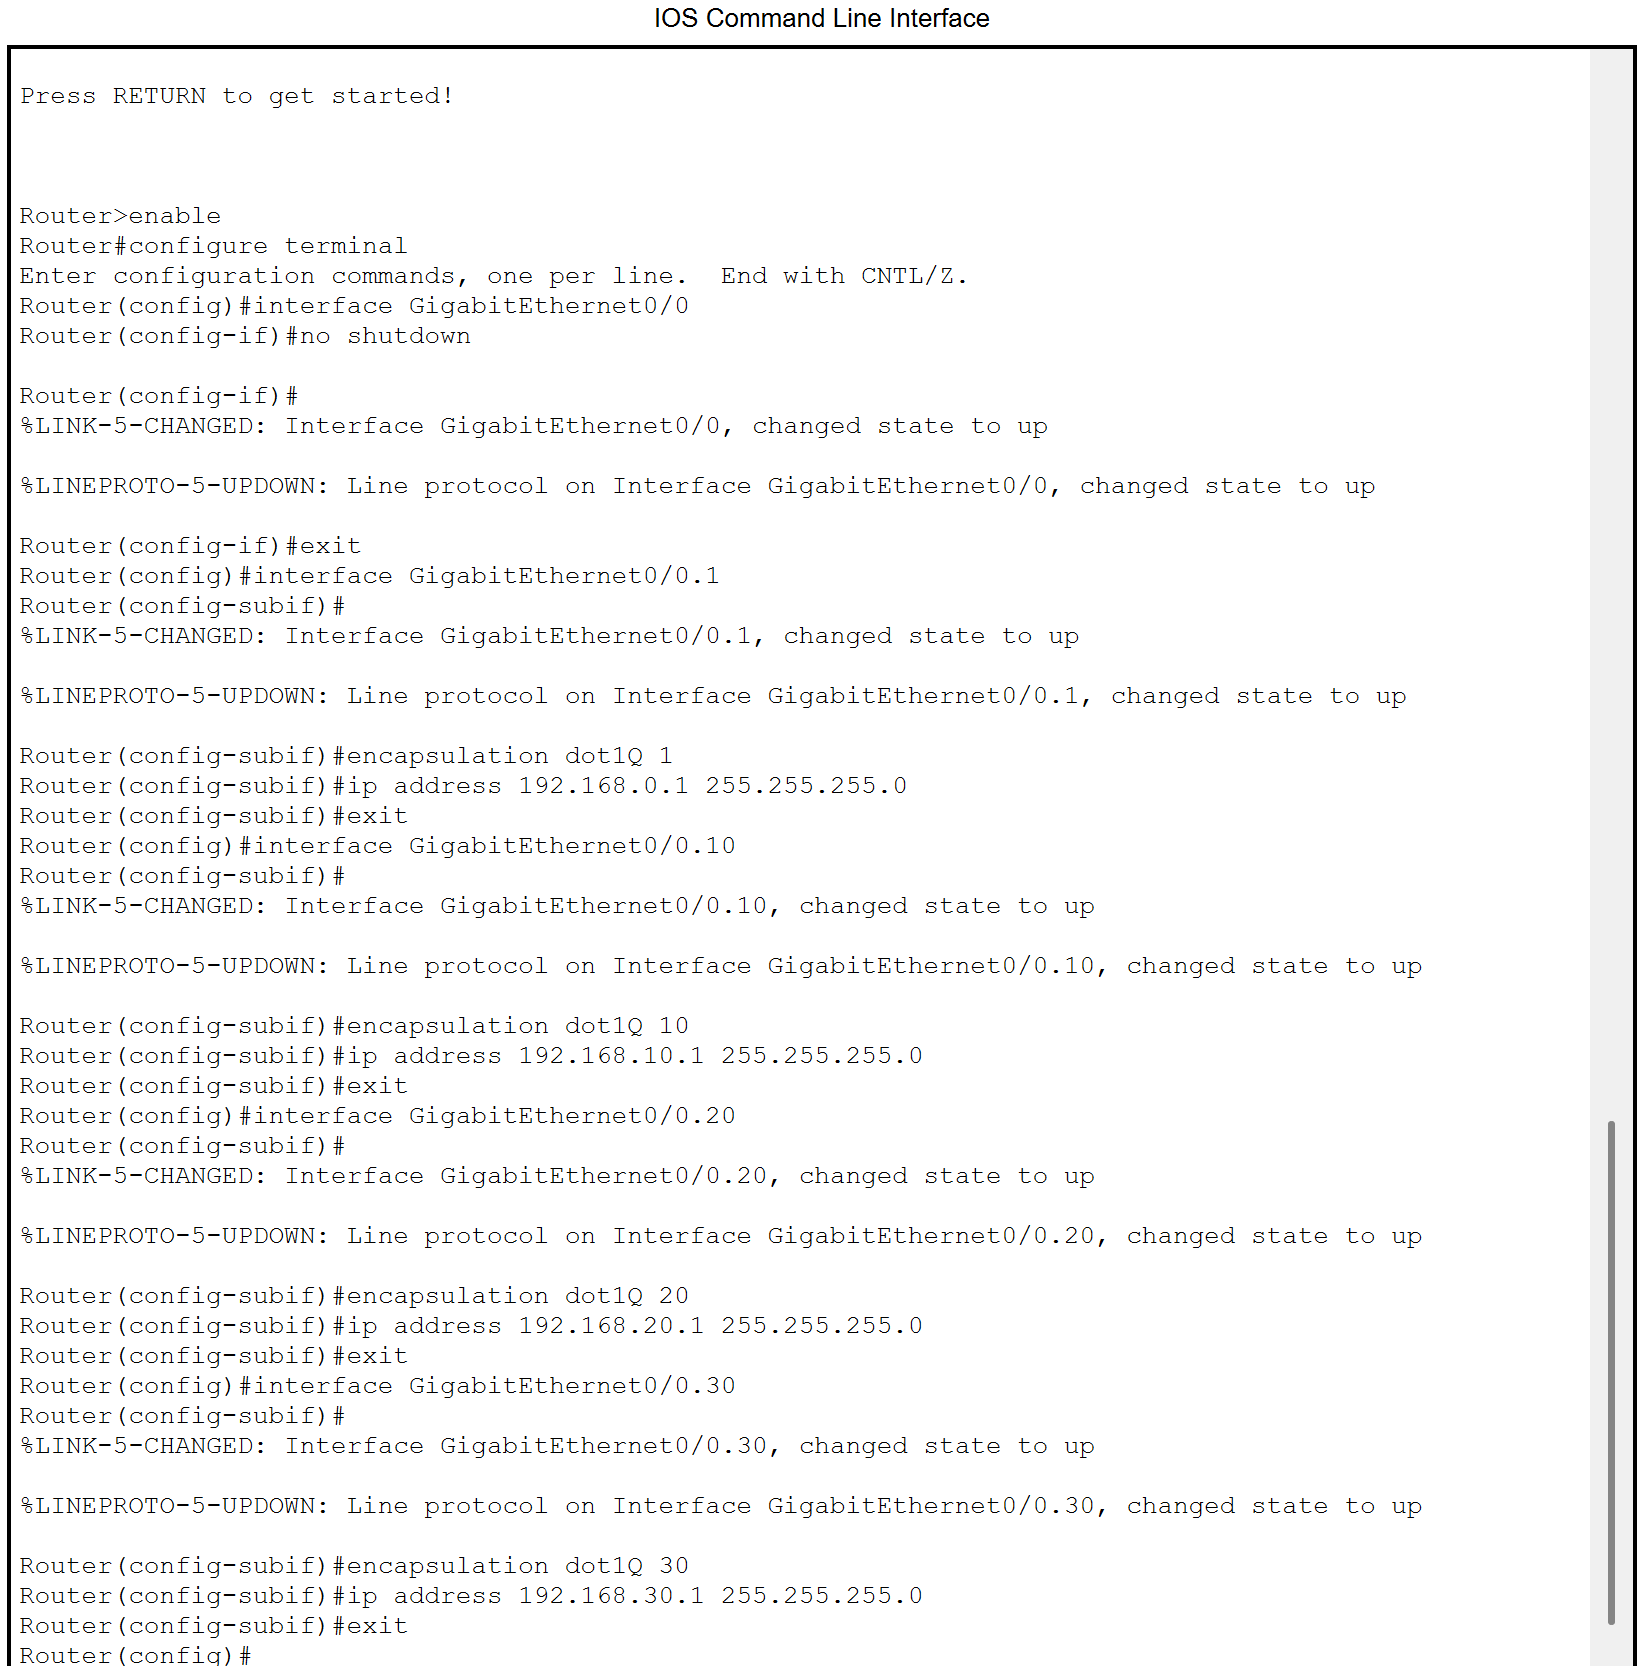 IOS Command Line Interface
Press RETURN to get started!
Router>enable
Router#configure terminal
Enter configuration commands, one per line.  End with CNTL/Z.
Router(config)#interface GigabitEthernet0/0
Router(config-if)#no shutdown
Router(config-if)#
%LINK-5-CHANGED: Interface GigabitEthernet0/0, changed state to up
%LINEPROTO-5-UPDOWN: Line protocol on Interface GigabitEthernet0/0, changed state to up
Router(config-if)#exit
Router(config)#interface GigabitEthernet0/0.1
Router(config-subif)#
%LINK-5-CHANGED: Interface GigabitEthernet0/0.1, changed state to up
%LINEPROTO-5-UPDOWN: Line protocol on Interface GigabitEthernet0/0.1, changed state to up
Router(config-subif)#encapsulation dot1Q 1
Router(config-subif)#ip address 192.168.0.1 255.255.255.0
Router(config-subif)#exit
Router(config)#interface GigabitEthernet0/0.10
Router(config-subif)#
%LINK-5-CHANGED: Interface GigabitEthernet0/0.10, changed state to up
%LINEPROTO-5-UPDOWN: Line protocol on Interface GigabitEthernet0/0.10, changed state to up
Router(config-subif)#encapsulation dot1Q 10
Router(config-subif)#ip address 192.168.10.1 255.255.255.0
Router(config-subif)#exit
Router(config)#interface GigabitEthernet0/0.20
Router(config-subif)#
%LINK-5-CHANGED: Interface GigabitEthernet0/0.20, changed state to up
%LINEPROTO-5-UPDOWN: Line protocol on Interface GigabitEthernet0/0.20, changed state to up
Router(config-subif)#encapsulation dot1Q 20
Router(config-subif)#ip address 192.168.20.1 255.255.255.0
Router(config-subif)#exit
Router(config)#interface GigabitEthernet0/0.30
Router(config-subif)#
%LINK-5-CHANGED: Interface GigabitEthernet0/0.30, changed state to up
%LINEPROTO-5-UPDOWN: Line protocol on Interface GigabitEthernet0/0.30, changed state to up
Router(config-subif)#encapsulation dot1Q 30
Router(config-subif)#ip address 192.168.30.1 255.255.255.0
Router(config-subif)#exit
Router(config)#